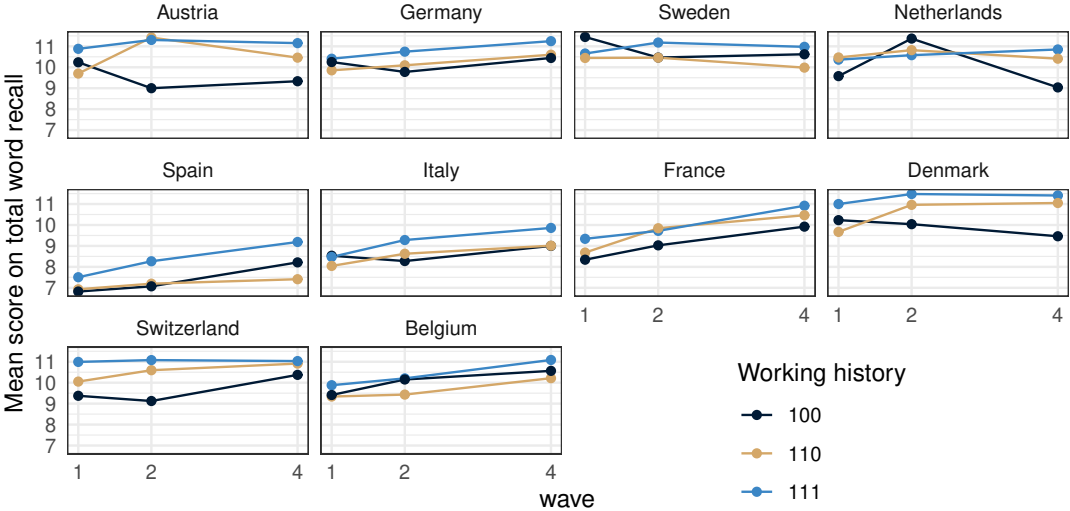 Austria Germany Sweden Netherlands
11
10
9
8
7
Spain Italy France Denmark
11
10
9
8
7
1 2 4 1 2 4
Switzerland Belgium
11
10
9
8
7
1 2 4 1 2 4
Mean score on total word recall
wave
Working history
100
110
111